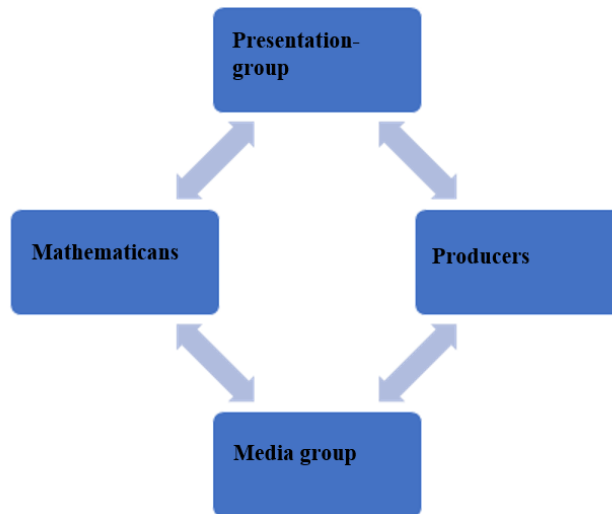 Presentation-
group
Mathematicans
Producers
Media group